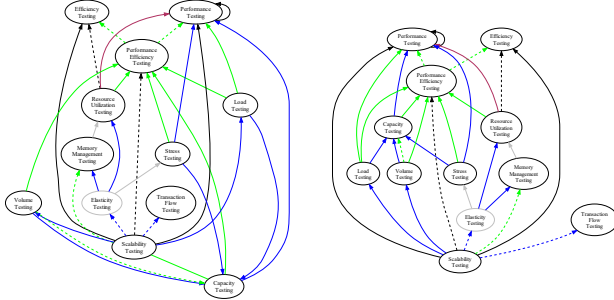 Efficiency
Testing
Performance
Testing
Performance
Efficiency
Testing
Resource
Utilization Testing
Load Testing
Memory
Management
Testing
Stress
Testing
Volume
Testing
Elasticity
Testing
Transaction
Flow
Testing
Scalability
Testing
Capacity
Testing
Performance
Testing
Efficiency
Testing
Performance
Efficiency
Testing
Capacity
Testing
Resource
Utilization
Testing
Load
Testing
Volume
Testing
Stress
Testing
Memory
Management
Testing
Elasticity
Testing
Transaction
Flow
Testing
Scalability
Testing